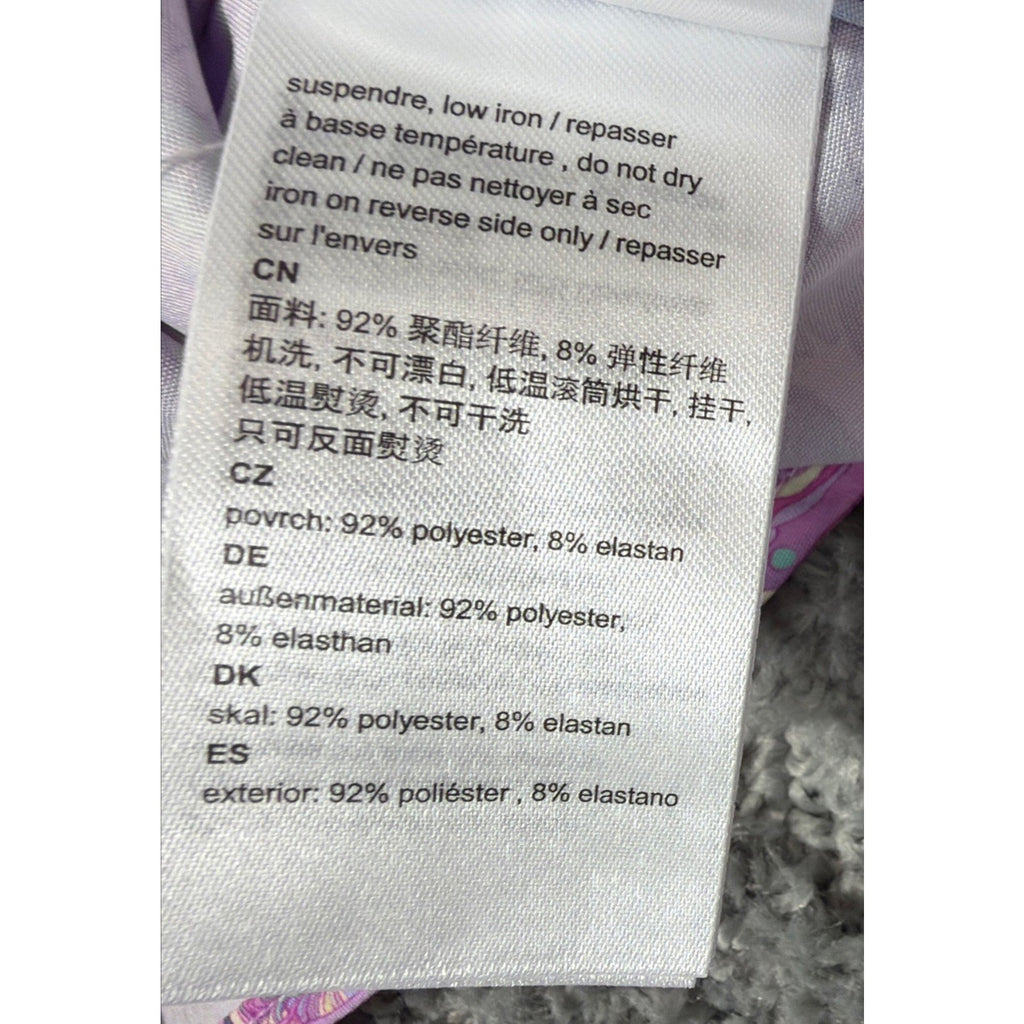 suspendre, low iron / repasser
à basse température , do not dry
clean / ne pas nettoyer à sec
iron on reverse side only / repasser
sur l'envers
CN
面料: 92% 聚酯纤维, 8% 弹性纤维
机洗, 不可漂白, 低温滚筒烘干, 挂干,
低温熨烫, 不可干洗
只可反面熨烫
CZ
povrch: 92% polyester, 8% elastan
DE
außenmaterial: 92% polyester,
8% elasthan
DK
skal: 92% polyester, 8% elastan
ES
exterior: 92% poliéster , 8% elastano